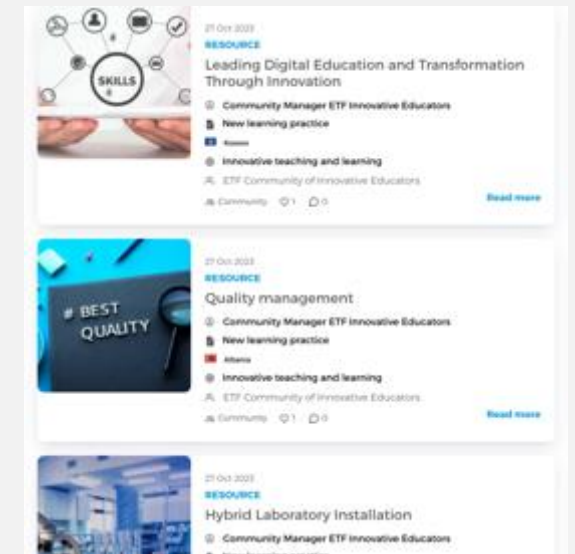 SKILLS
27 Oct 2023
RESOURCE
Leading Digital Education and Transformation
Through Innovation
Community Manager ETF Innovative Educators
New learning practice
Kosovo
Innovative teaching and learning
ETF Community of Innovative Educators
Community 1 0
Read more
# BEST
QUALITY
27 Oct 2023
RESOURCE
Quality management
Community Manager ETF Innovative Educators
New learning practice
Albania
Innovative teaching and learning
ETF Community of Innovative Educators
Community 1 0
Read more
27 Oct 2023
RESOURCE
Hybrid Laboratory Installation
Community Manager ETF Innovative Educators